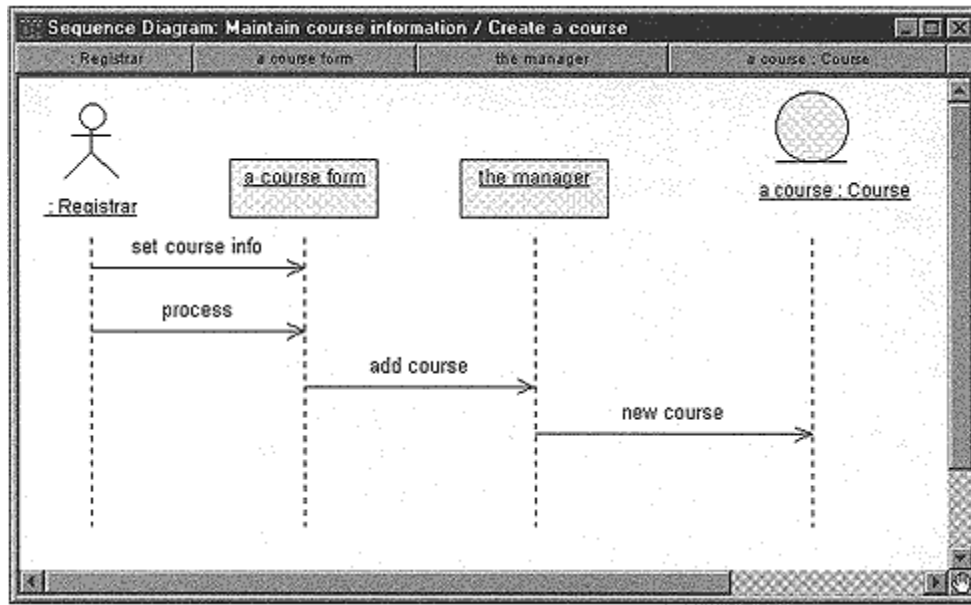 Sequence Diagram: Maintain course information / Create a course
: Registrar
a course form
the manager
a course : Course
a course form
the manager
a course : Course
: Registrar
set course info
process
add course
new course